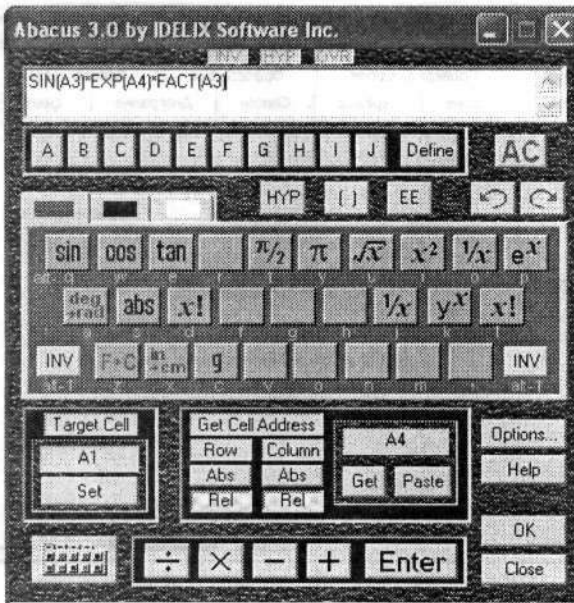 Abacus 3.0 by IDELIX Software Inc.
INV HYP OVR
SIN(A3)*EXP(A4)*FACT(A3)
A B C D E F G H I J Define AC
HYP ( ) EE
sin cos tan π/2 π √x x² 1/x eˣ
deg→rad abs x! 1/x yˣ x!
INV F→C in→cm g INV
Target Cell
A1
Set
Get Cell Address
Row Column
Abs Abs
Rel Rel
A4
Get Paste
Options...
Help
OK
Close
÷ × − + Enter